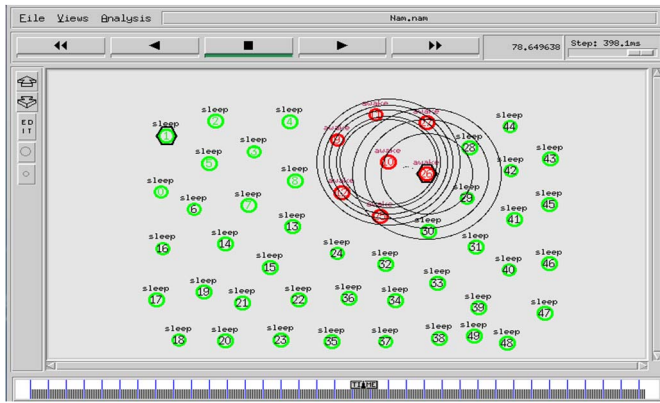 File Views Analysis Nam.nam
78.649638 Step: 398.1ms
ED
IT
sleep sleep sleep sleep
1 2 4 44
awake awake awake
sleep sleep sleep sleep
5 3 28 43
awake awake
sleep sleep sleep
8 26 42
sleep sleep sleep sleep sleep
0 6 7 29 45
awake awake
sleep sleep sleep
13 30 41
sleep sleep sleep sleep
16 14 24 31
sleep sleep sleep sleep
15 32 40 46
sleep sleep sleep sleep sleep sleep
17 19 21 22 36 34
sleep sleep sleep
33 39 47
sleep sleep sleep sleep sleep sleep sleep sleep
18 20 23 35 37 38 49 48
TIME